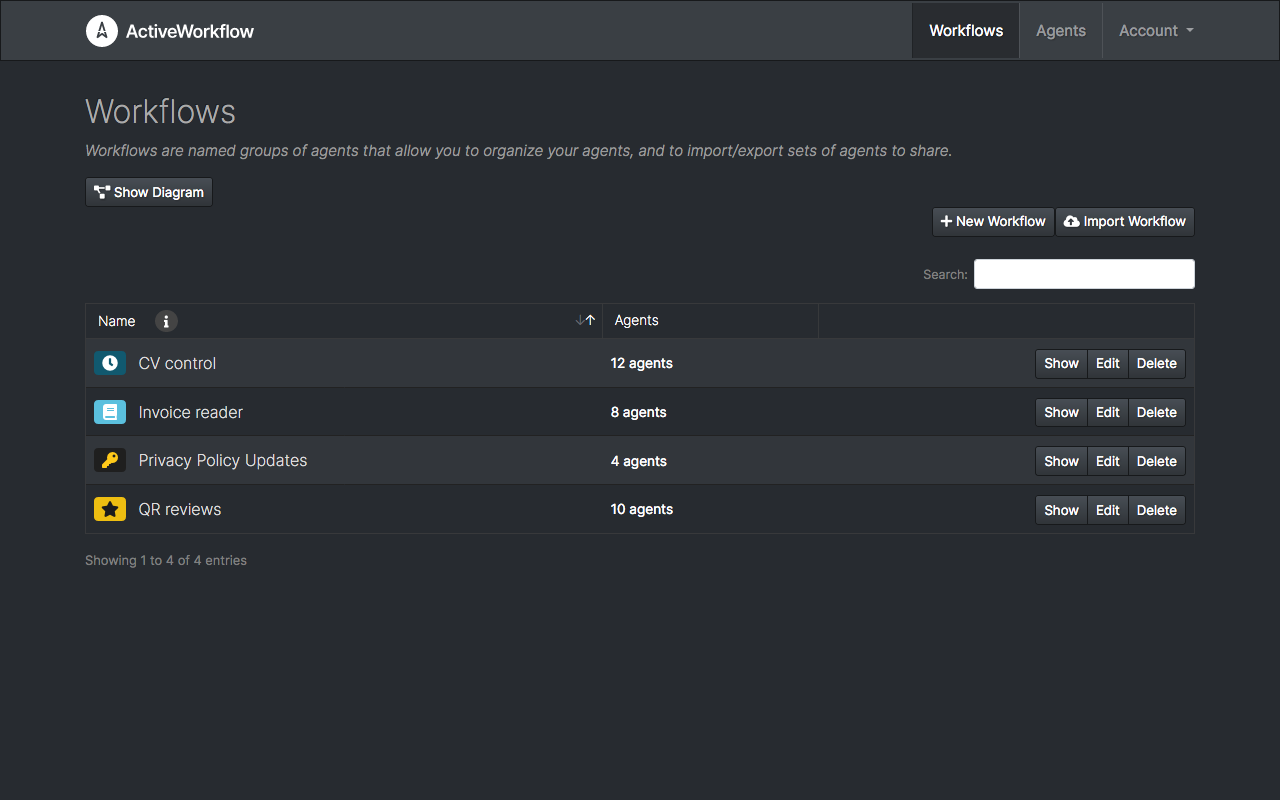 ActiveWorkflow
Workflows
Agents
Account
Workflows
Workflows are named groups of agents that allow you to organize your agents, and to import/export sets of agents to share.
Show Diagram
New Workflow
Import Workflow
Search:
Name
Agents
CV control
12 agents
Show
Edit
Delete
Invoice reader
8 agents
Show
Edit
Delete
Privacy Policy Updates
4 agents
Show
Edit
Delete
QR reviews
10 agents
Show
Edit
Delete
Showing 1 to 4 of 4 entries